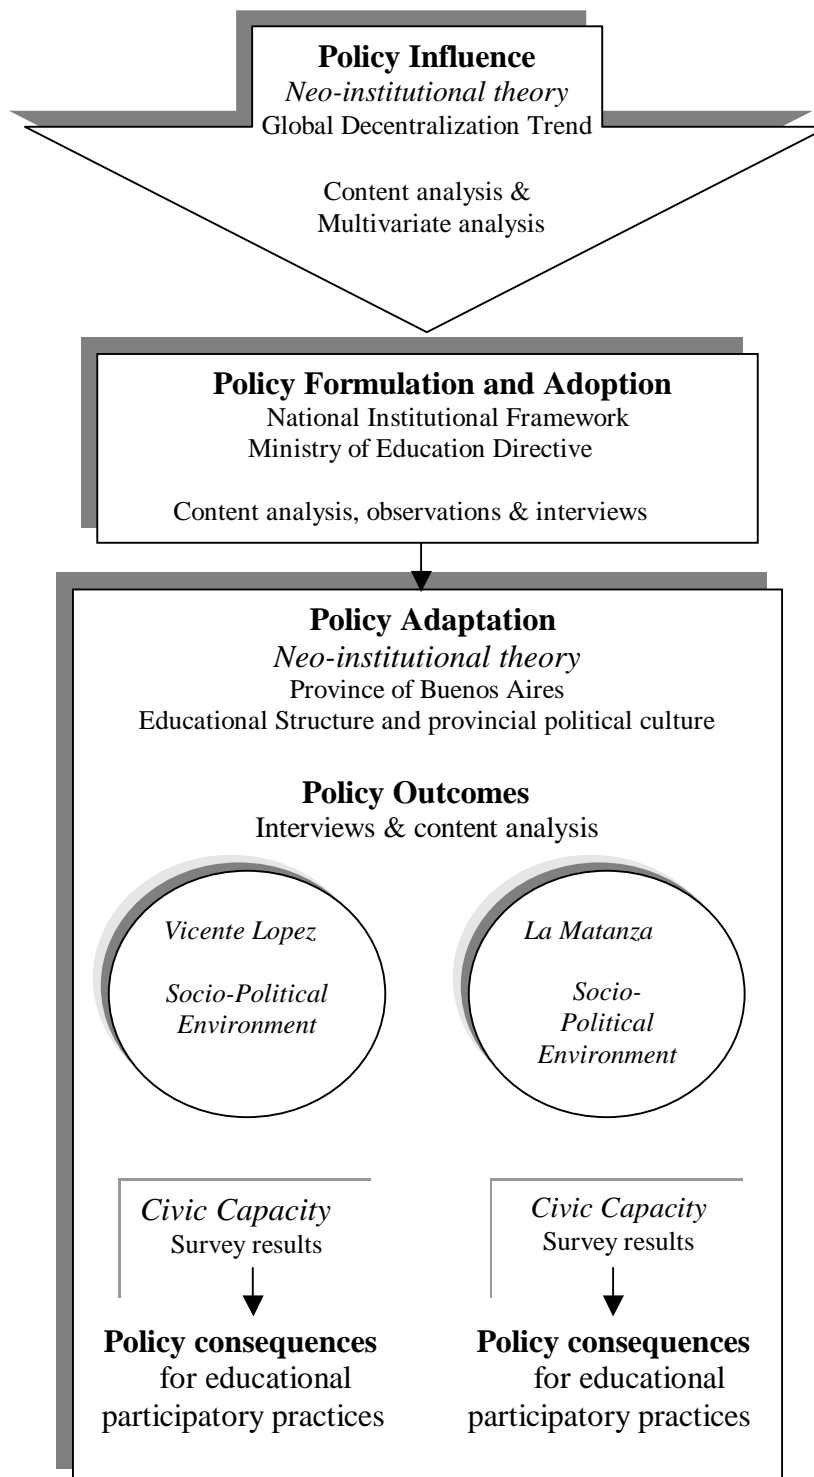 Policy Influence
Neo-institutional theory
Global Decentralization Trend
Content analysis &
Multivariate analysis
Policy Formulation and Adoption
National Institutional Framework
Ministry of Education Directive
Content analysis, observations & interviews
Policy Adaptation
Neo-institutional theory
Province of Buenos Aires
Educational Structure and provincial political culture
Policy Outcomes
Interviews & content analysis
Vicente Lopez
Socio-Political
Environment
La Matanza
Socio-
Political
Environment
Civic Capacity
Survey results
Policy consequences
for educational
participatory practices
Civic Capacity
Survey results
Policy consequences
for educational
participatory practices